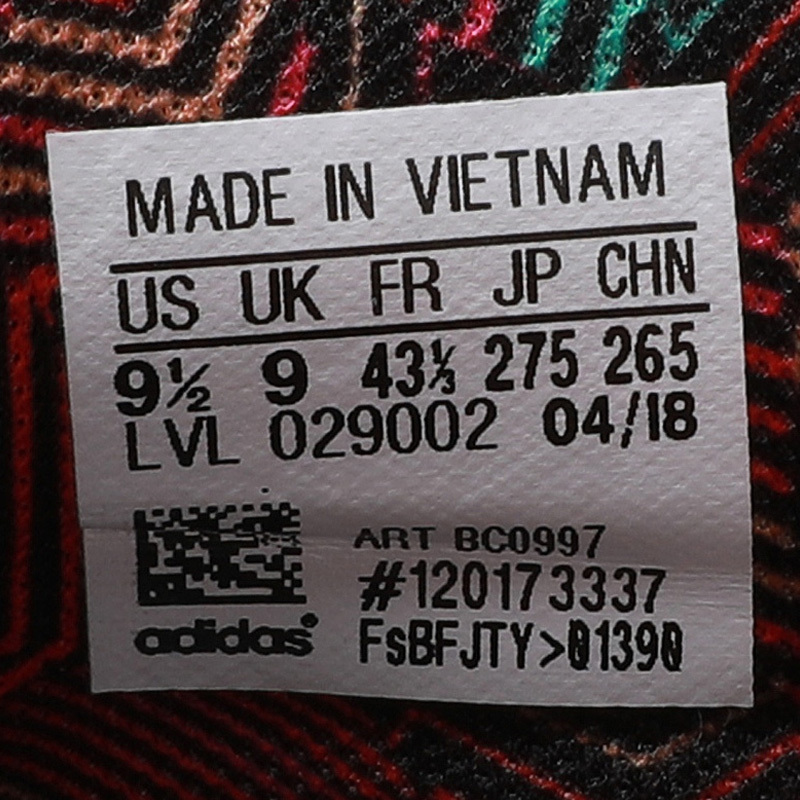 MADE IN VIETNAM
US UK FR JP CHN
9½ 9 43⅓ 275 265
LVL 029002 04/18
ART BC0997
#120173337
adidas®
FsBFJTY>01390